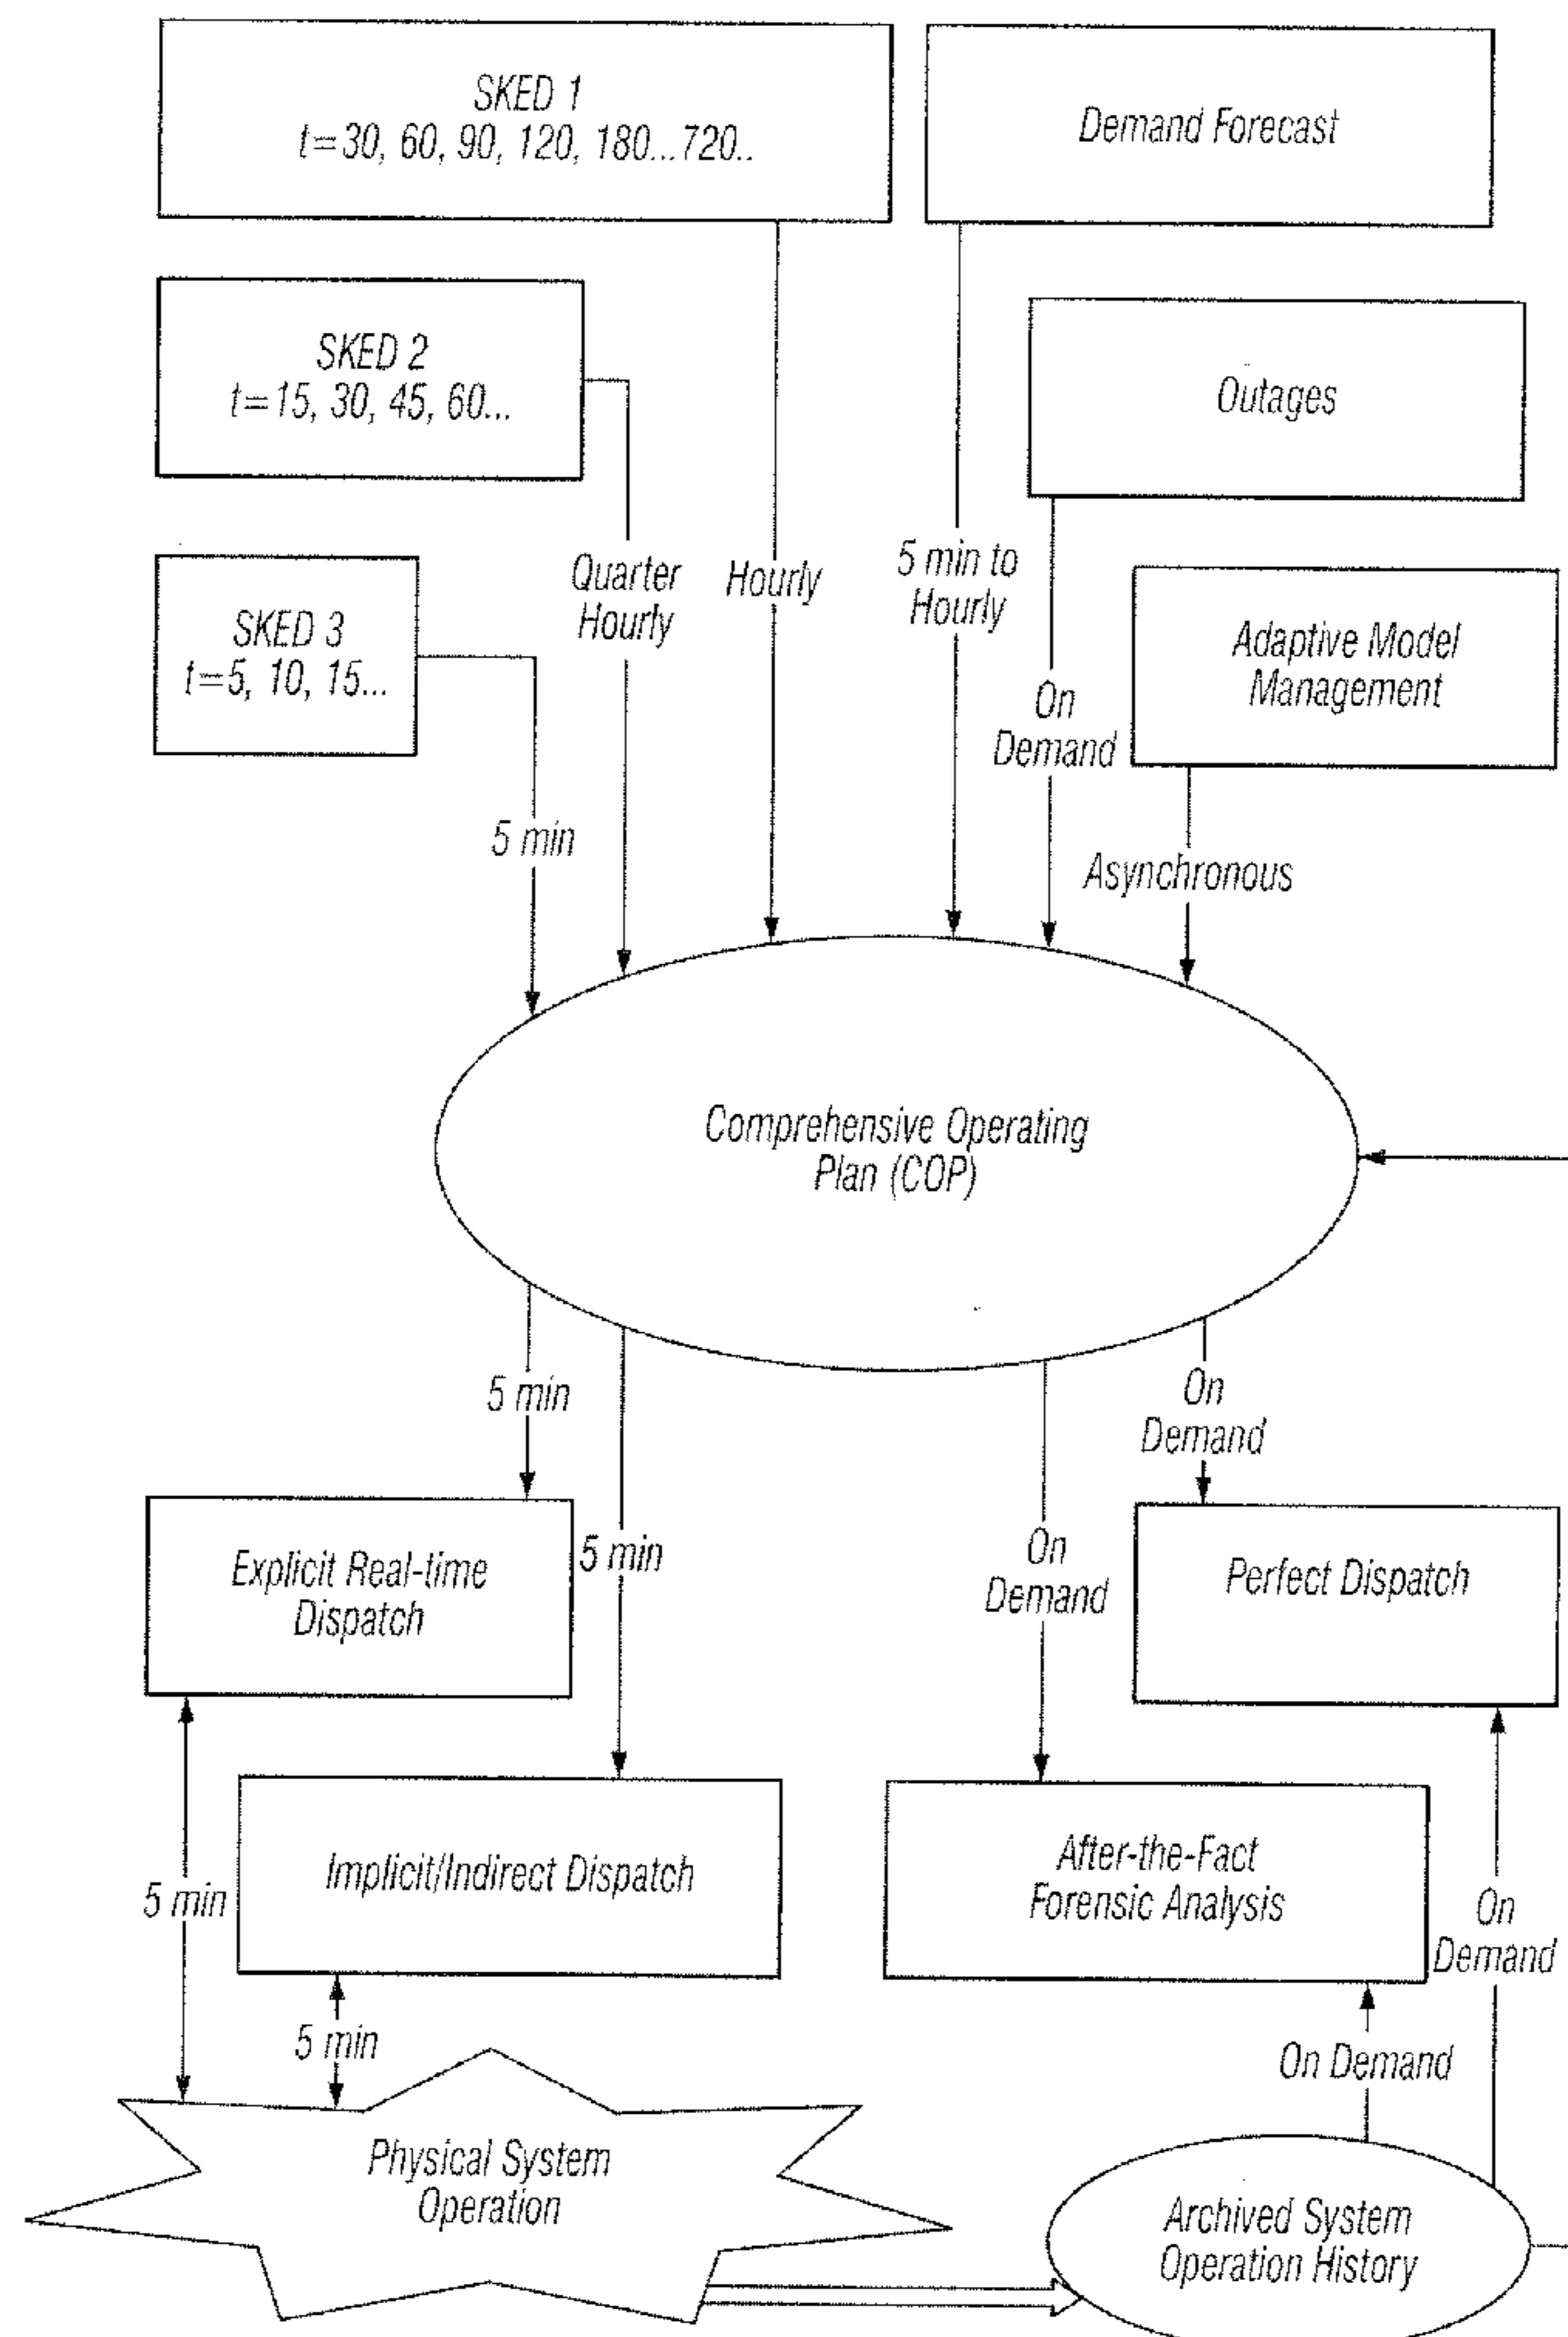 SKED 1
t=30, 60, 90, 120, 180...720..
Demand Forecast
SKED 2
t=15, 30, 45, 60...
Outages
SKED 3
t=5, 10, 15...
Quarter
Hourly
Hourly
5 min to
Hourly
On
Demand
Adaptive Model
Management
5 min
Asynchronous
Comprehensive Operating
Plan (COP)
5 min
On
Demand
Explicit Real-time
Dispatch
5 min
On
Demand
Perfect Dispatch
5 min
Implicit/Indirect Dispatch
After-the-Fact
Forensic Analysis
On
Demand
5 min
On Demand
Physical System
Operation
Archived System
Operation History